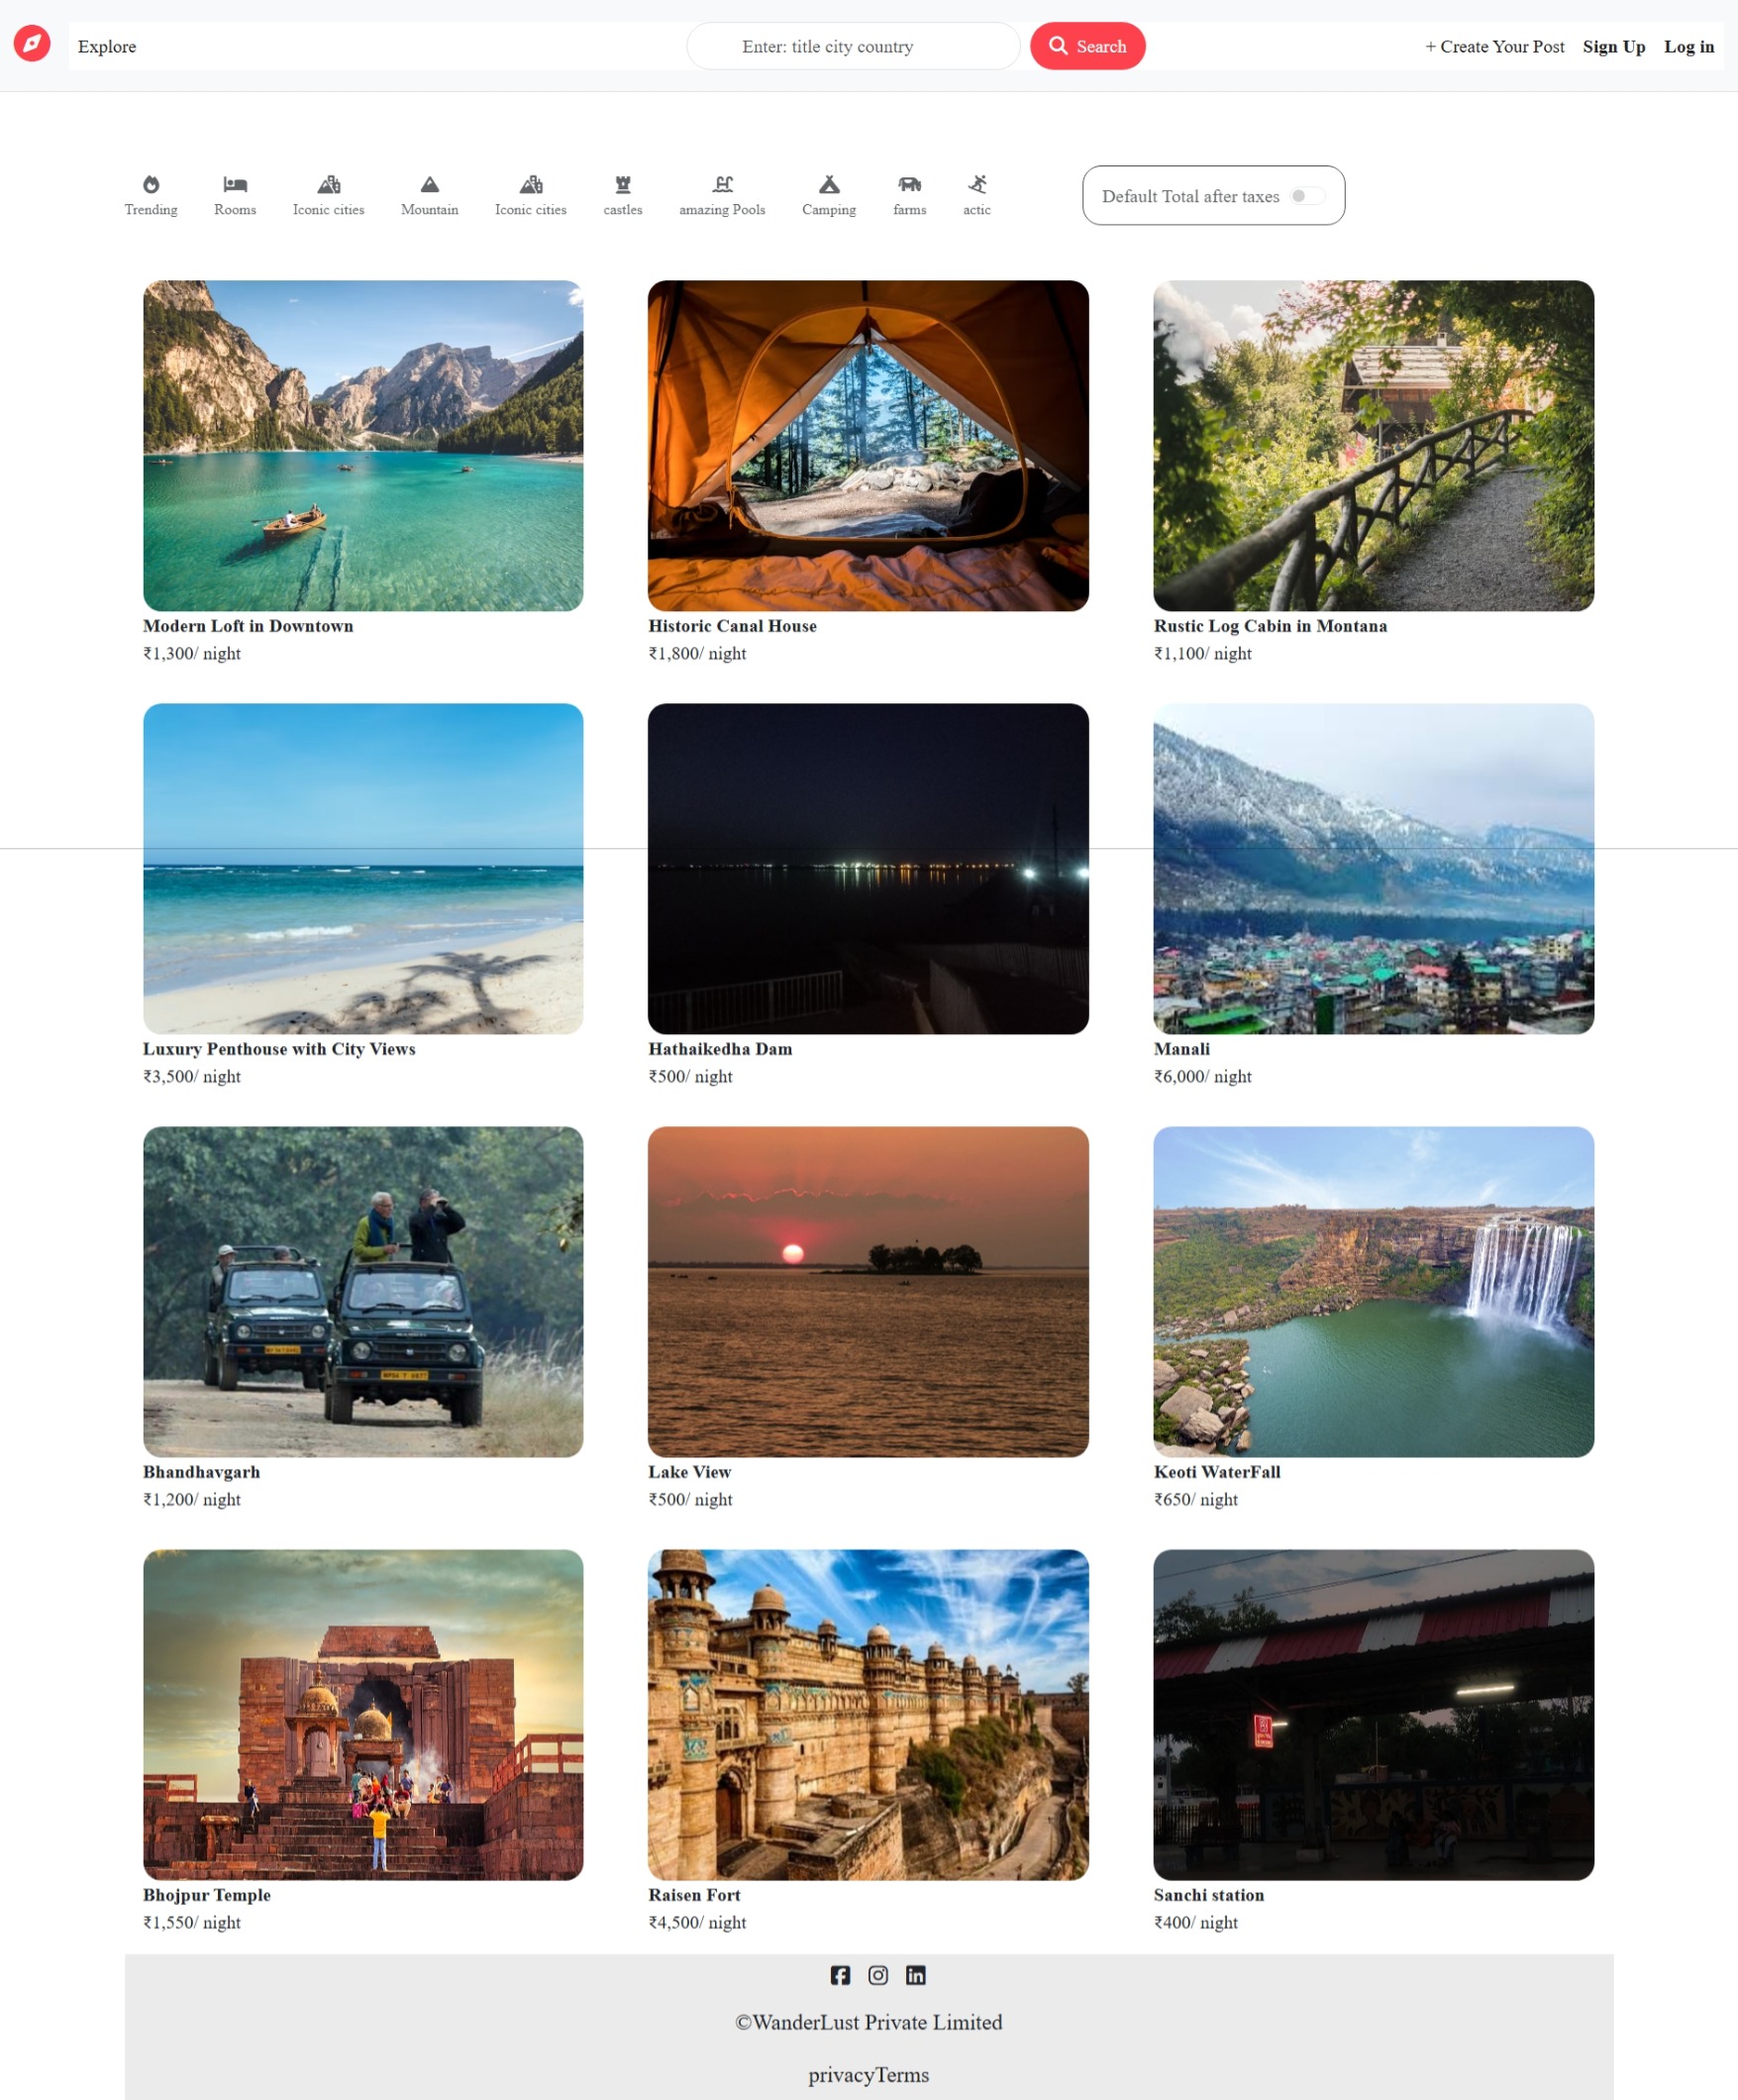 Explore
Enter: title city country
Search
+ Create Your Post Sign Up Log in
Trending Rooms Iconic cities Mountain Iconic cities castles amazing Pools Camping farms actic
Default Total after taxes
Modern Loft in Downtown
₹1,300/ night
Historic Canal House
₹1,800/ night
Rustic Log Cabin in Montana
₹1,100/ night
Luxury Penthouse with City Views
₹3,500/ night
Hathaikedha Dam
₹500/ night
Manali
₹6,000/ night
Bhandhavgarh
₹1,200/ night
Lake View
₹500/ night
Keoti WaterFall
₹650/ night
Bhojpur Temple
₹1,550/ night
Raisen Fort
₹4,500/ night
Sanchi station
₹400/ night
©WanderLust Private Limited
privacyTerms